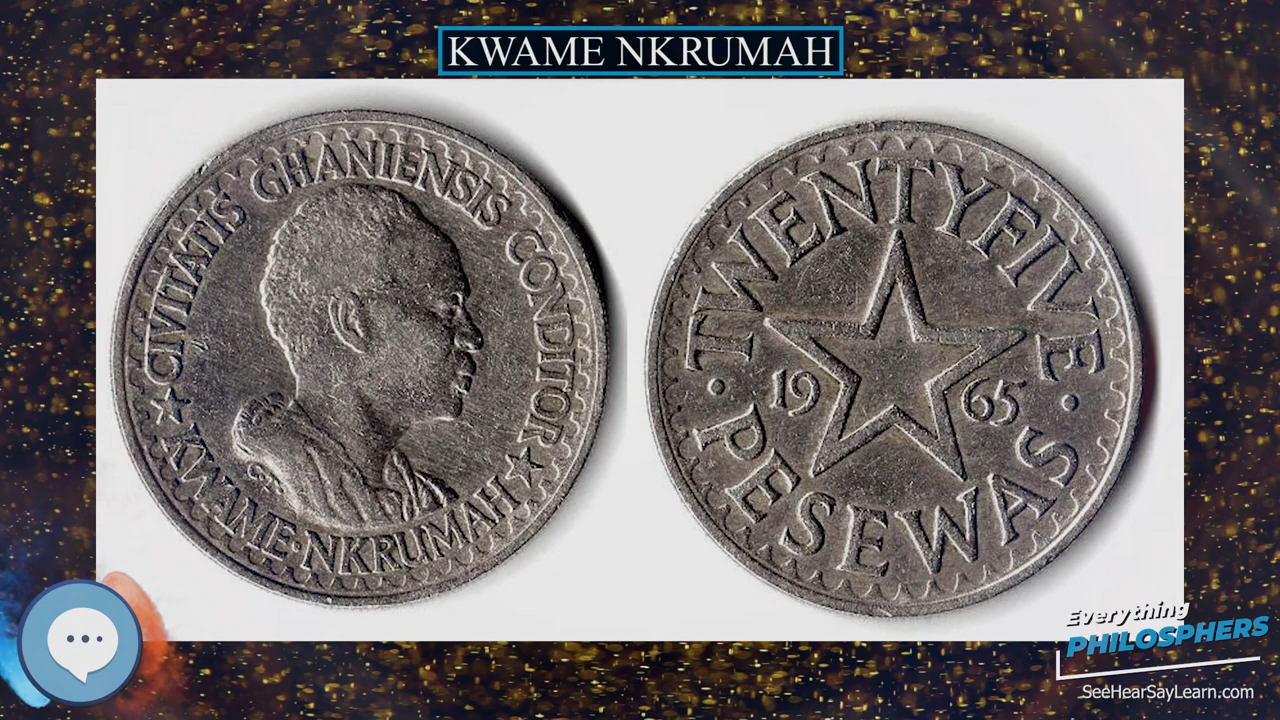 KWAME NKRUMAH
CIVITATIS GHANIENSIS CONDITOR
KWAME·NKRUMAH
TWENTYFIVE
19 65
PESEWAS
Everything
PHILOSPHERS
SeeHearSayLearn.com